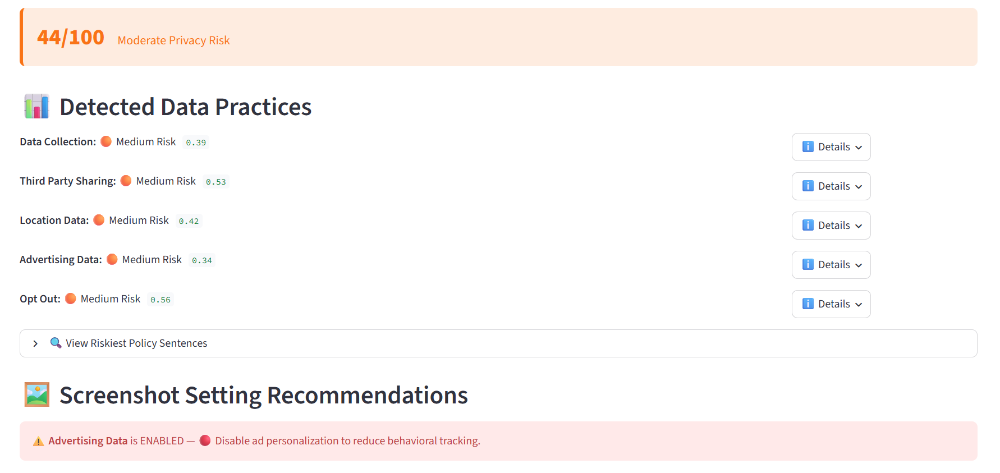 44/100 Moderate Privacy Risk
Detected Data Practices
Data Collection: Medium Risk 0.39
Details
Third Party Sharing: Medium Risk 0.53
Details
Location Data: Medium Risk 0.42
Details
Advertising Data: Medium Risk 0.34
Details
Opt Out: Medium Risk 0.56
Details
View Riskiest Policy Sentences
Screenshot Setting Recommendations
Advertising Data is ENABLED — Disable ad personalization to reduce behavioral tracking.